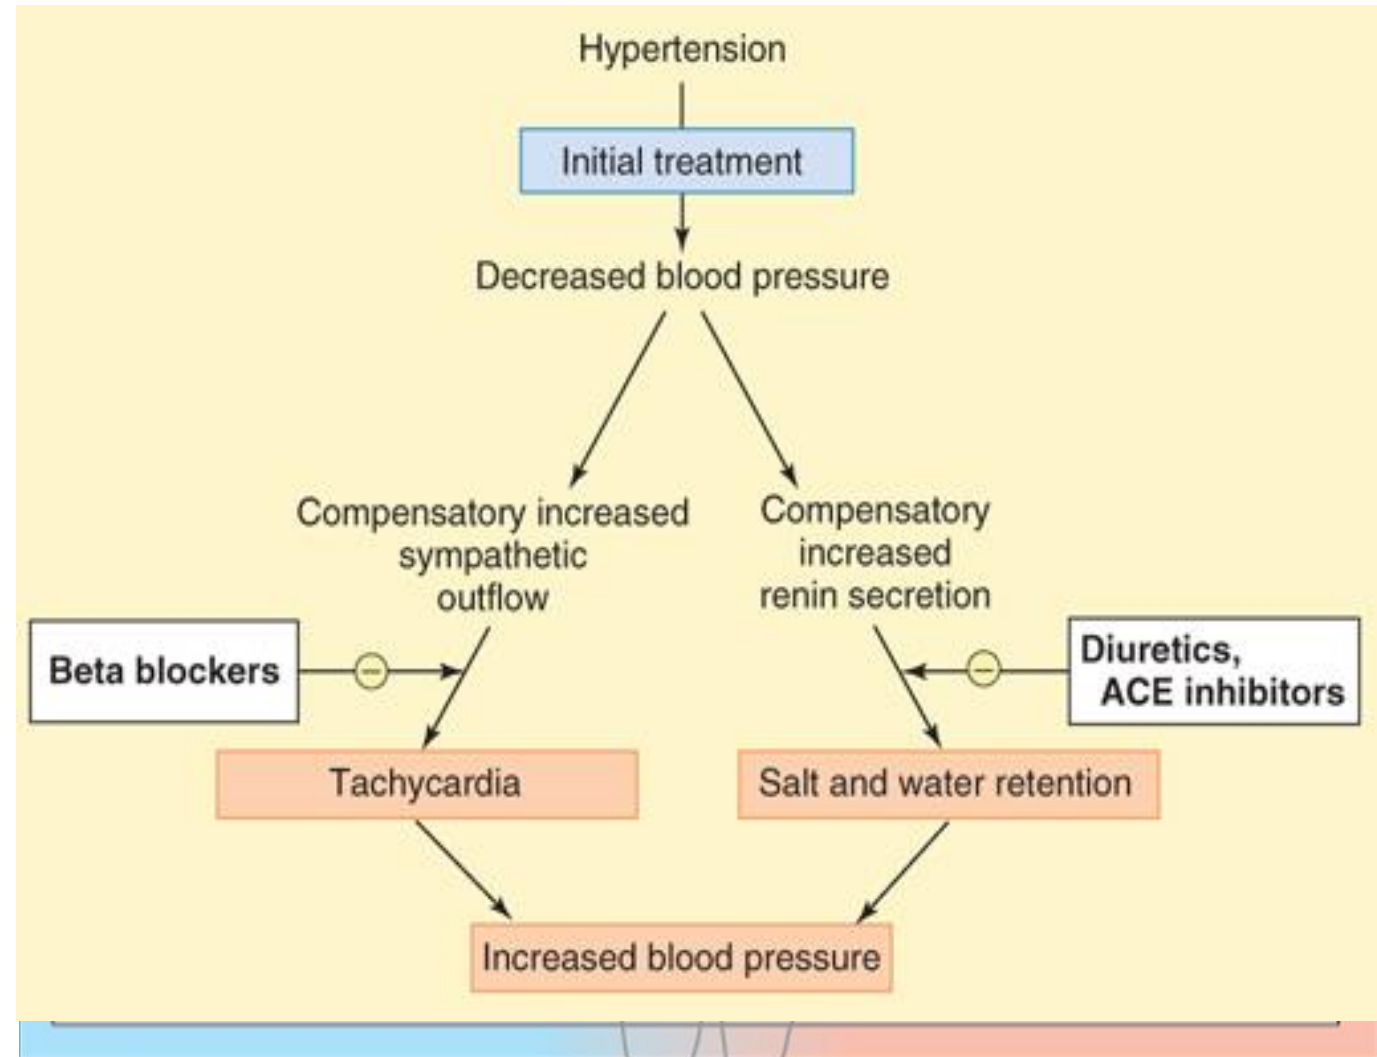 Hypertension
Initial treatment
Decreased blood pressure
Compensatory increased
sympathetic
outflow
Compensatory
increased
renin secretion
Beta blockers
−
−
Diuretics,
ACE inhibitors
Tachycardia
Salt and water retention
Increased blood pressure